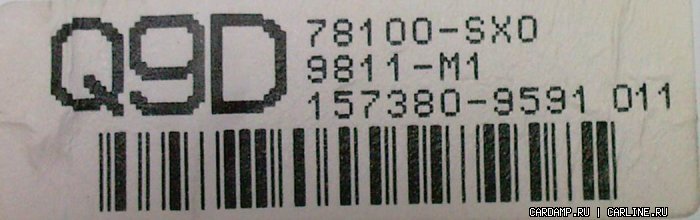 Q9D
78100-SX0
9811-M1
157380-9591 011
CARDAMP.RU | CARLINE.RU